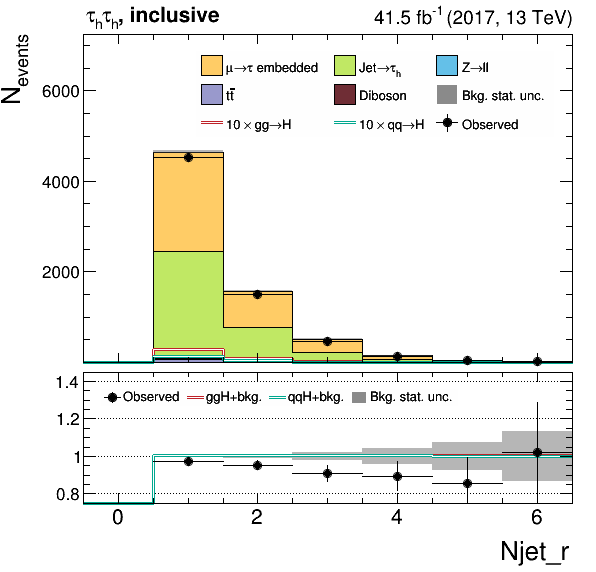 τhτh, inclusive
41.5 fb⁻¹ (2017, 13 TeV)
Nevents
μ→τ embedded
Jet→τh
Z→ll
tt̄
Diboson
Bkg. stat. unc.
10 × gg→H
10 × qq→H
Observed
6000
4000
2000
1.4
1.2
1
0.8
Observed
ggH+bkg.
qqH+bkg.
Bkg. stat. unc.
0
2
4
6
Njet_r